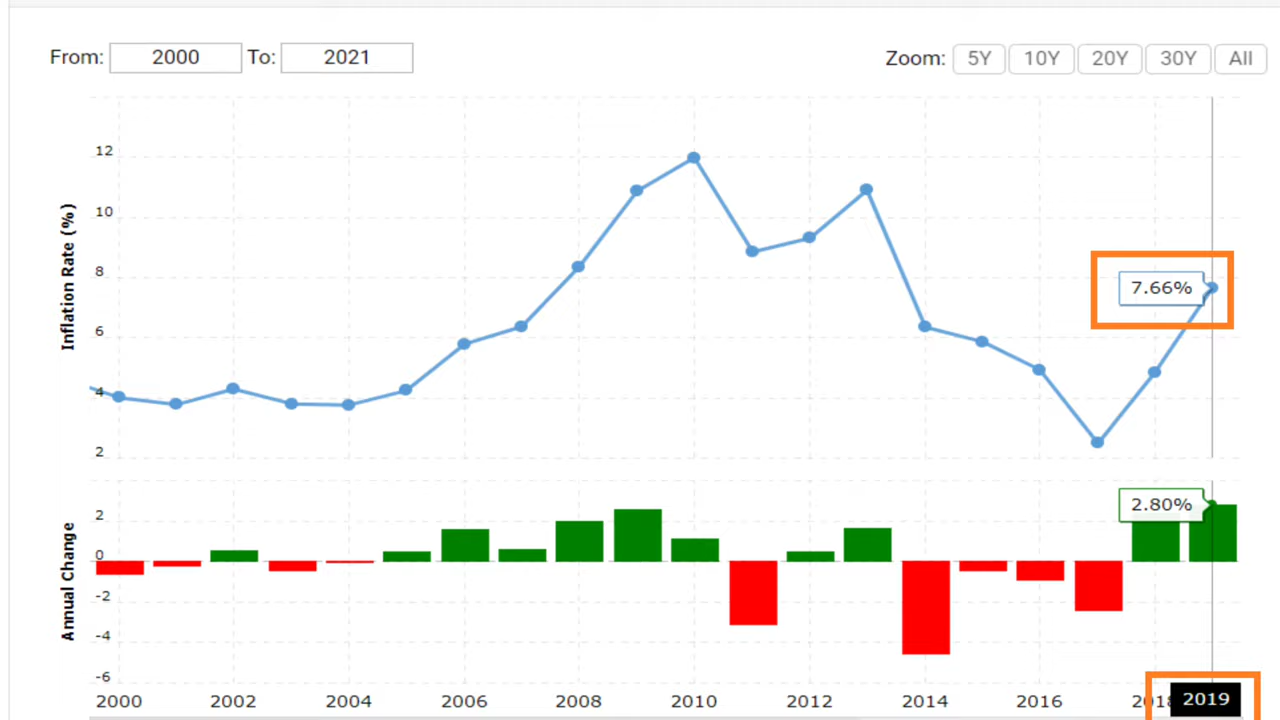 From: 2000 To: 2021
Zoom: 5Y 10Y 20Y 30Y All
Inflation Rate (%)
12
10
8
6
4
2
7.66%
Annual Change
2
0
-2
-4
-6
2.80%
2000 2002 2004 2006 2008 2010 2012 2014 2016 2018 2019